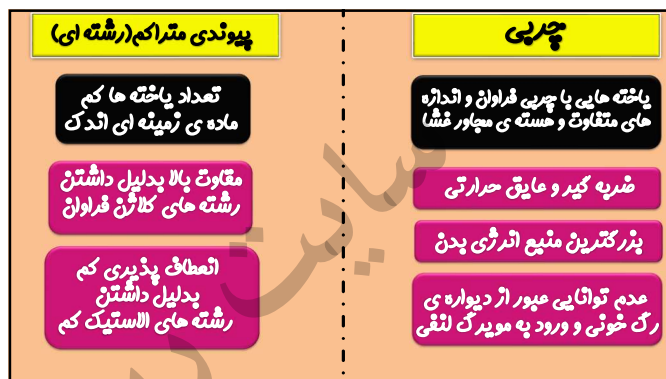 چربی
یاخته هایی با چربی فراوان و اندازه
های متفاوت و هسته ی مجاور غشا
ضربه گیر و عایق حرارتی
بزرگترین منبع انرژی بدن
عدم توانایی عبور از دیواره ی
رگ خونی و ورود به مویرگ لنفی
پیوندی متراکم(رشته ای)
تعداد یاخته ها کم
ماده ی زمینه ای اندک
مقاوت بالا بدلیل داشتن
رشته های کلاژن فراوان
انعطاف پذیری کم
بدلیل داشتن
رشته های الاستیک کم
سایت